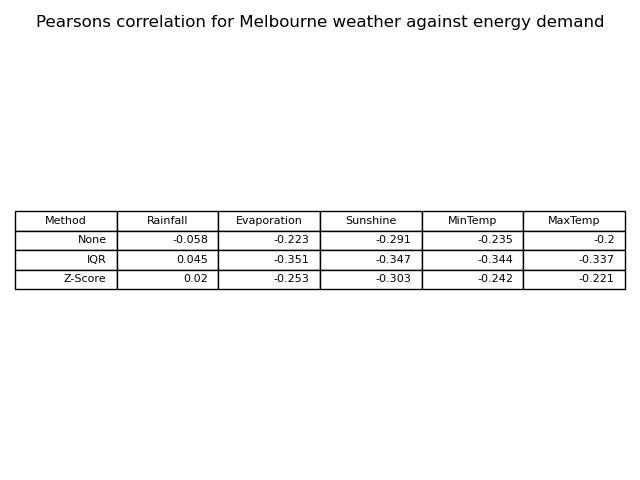 Pearsons correlation for Melbourne weather against energy demand
Method Rainfall Evaporation Sunshine MinTemp MaxTemp
None -0.058 -0.223 -0.291 -0.235 -0.2
IQR 0.045 -0.351 -0.347 -0.344 -0.337
Z-Score 0.02 -0.253 -0.303 -0.242 -0.221